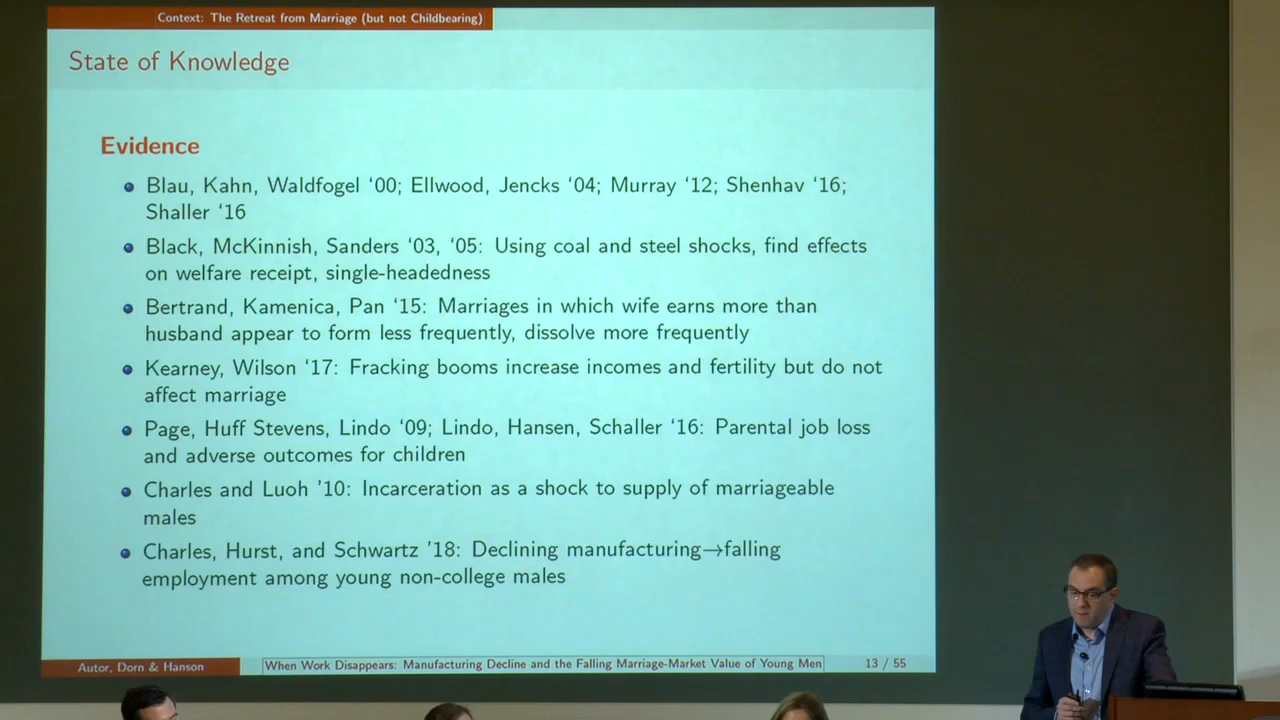 Context: The Retreat from Marriage (but not Childbearing)
State of Knowledge
Evidence
Blau, Kahn, Waldfogel ‘00; Ellwood, Jencks ‘04; Murray ‘12; Shenhav ‘16;
Shaller ‘16
Black, McKinnish, Sanders ‘03, ‘05: Using coal and steel shocks, find effects
on welfare receipt, single-headedness
Bertrand, Kamenica, Pan ‘15: Marriages in which wife earns more than
husband appear to form less frequently, dissolve more frequently
Kearney, Wilson ‘17: Fracking booms increase incomes and fertility but do not
affect marriage
Page, Huff Stevens, Lindo ‘09; Lindo, Hansen, Schaller ‘16: Parental job loss
and adverse outcomes for children
Charles and Luoh ’10: Incarceration as a shock to supply of marriageable
males
Charles, Hurst, and Schwartz ’18: Declining manufacturing→falling
employment among young non-college males
Autor, Dorn & Hanson
When Work Disappears: Manufacturing Decline and the Falling Marriage-Market Value of Young Men
13 / 55